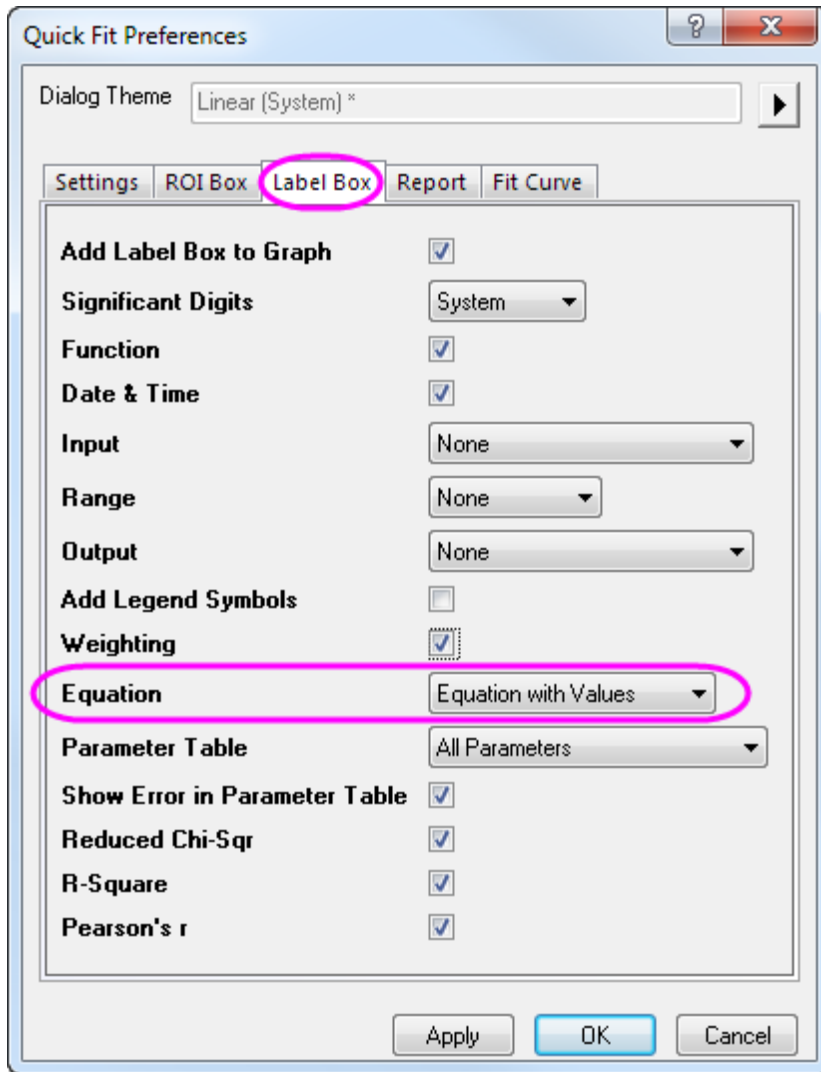 Quick Fit Preferences
Dialog Theme Linear (System) *
Settings ROI Box Label Box Report Fit Curve
Add Label Box to Graph
Significant Digits System
Function
Date & Time
Input None
Range None
Output None
Add Legend Symbols
Weighting
Equation Equation with Values
Parameter Table All Parameters
Show Error in Parameter Table
Reduced Chi-Sqr
R-Square
Pearson's r
Apply OK Cancel